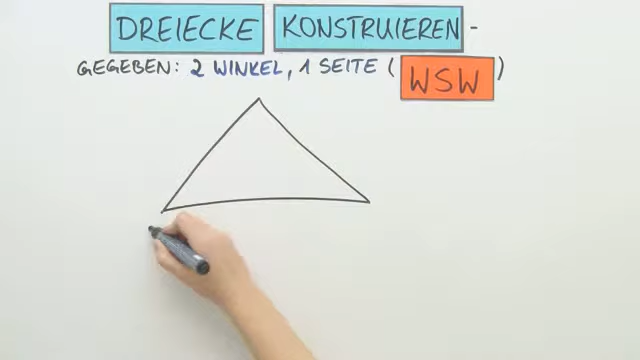 DREIECKE KONSTRUIEREN -
GEGEBEN: 2 WINKEL, 1 SEITE (WSW)